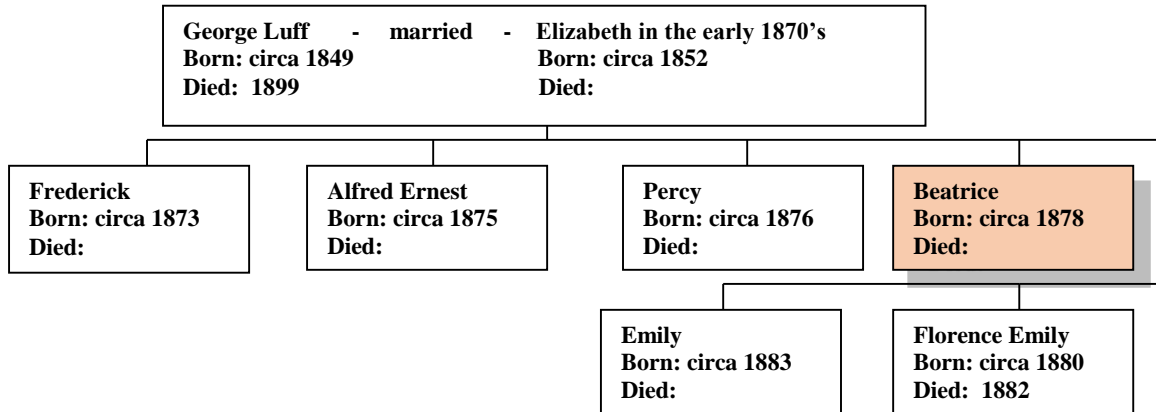 George Luff - married - Elizabeth in the early 1870’s
Born: circa 1849 Born: circa 1852
Died: 1899 Died:
Frederick
Born: circa 1873
Died:
Alfred Ernest
Born: circa 1875
Died:
Percy
Born: circa 1876
Died:
Beatrice
Born: circa 1878
Died:
Emily
Born: circa 1883
Died:
Florence Emily
Born: circa 1880
Died: 1882